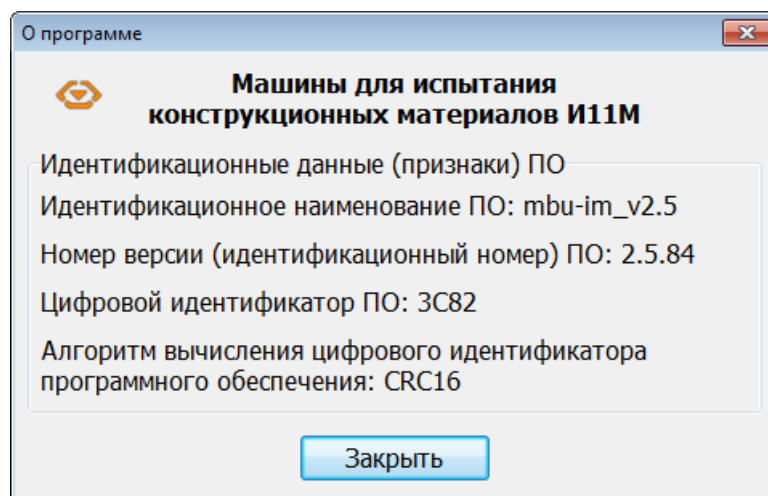 О программе
Машины для испытания
конструкционных материалов И11М
Идентификационные данные (признаки) ПО
Идентификационное наименование ПО: mbu-im_v2.5
Номер версии (идентификационный номер) ПО: 2.5.84
Цифровой идентификатор ПО: 3C82
Алгоритм вычисления цифрового идентификатора
программного обеспечения: CRC16
Закрыть